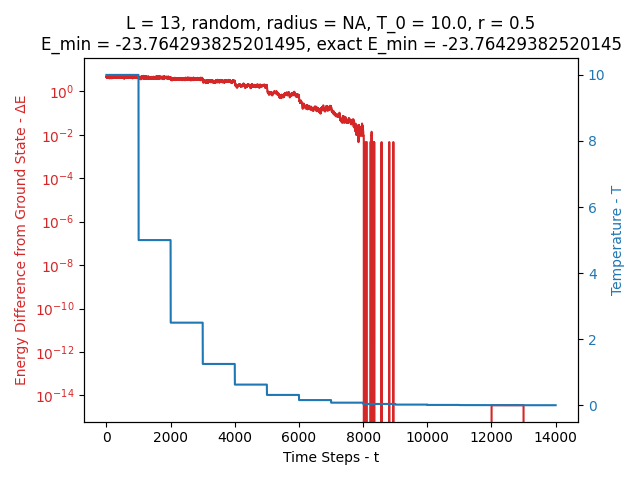 L = 13, random, radius = NA, T_0 = 10.0, r = 0.5
E_min = -23.764293825201495, exact E_min = -23.76429382520145
Energy Difference from Ground State - ΔE
10^0
10^-2
10^-4
10^-6
10^-8
10^-10
10^-12
10^-14
10
8
6
4
2
0
Temperature - T
0 2000 4000 6000 8000 10000 12000 14000
Time Steps - t